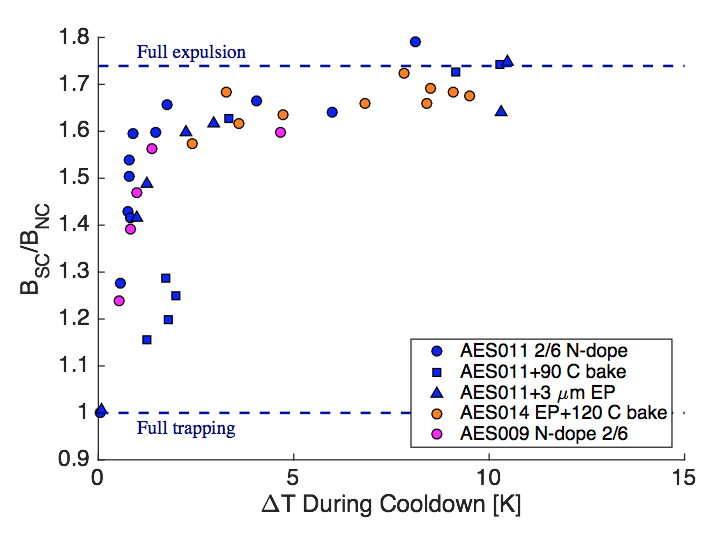 1.8
Full expulsion
1.7
1.6
1.5
1.4
1.3
1.2
1.1
1
Full trapping
0.9
0
5
10
15
B_SC/B_NC
ΔT During Cooldown [K]
AES011 2/6 N-dope
AES011+90 C bake
AES011+3 μm EP
AES014 EP+120 C bake
AES009 N-dope 2/6